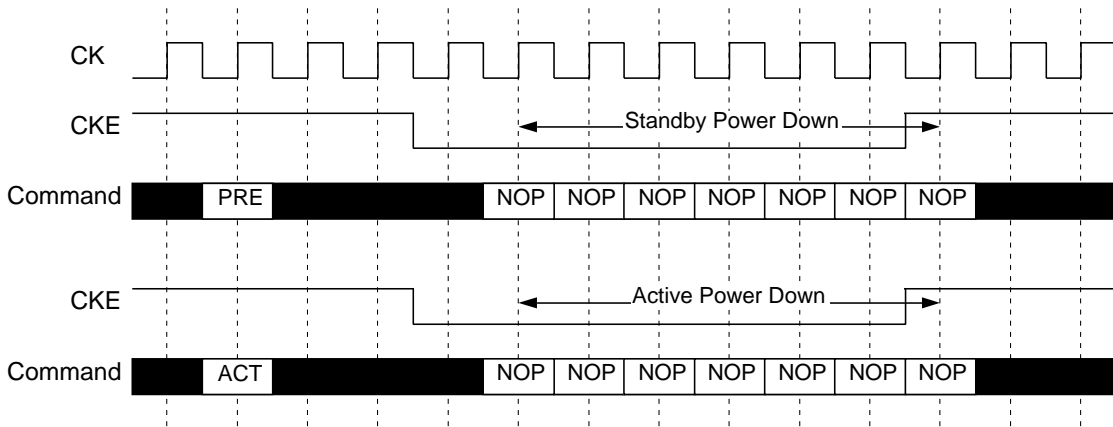 CK
CKE
Standby Power Down
Command PRE NOP NOP NOP NOP NOP NOP NOP
CKE
Active Power Down
Command ACT NOP NOP NOP NOP NOP NOP NOP